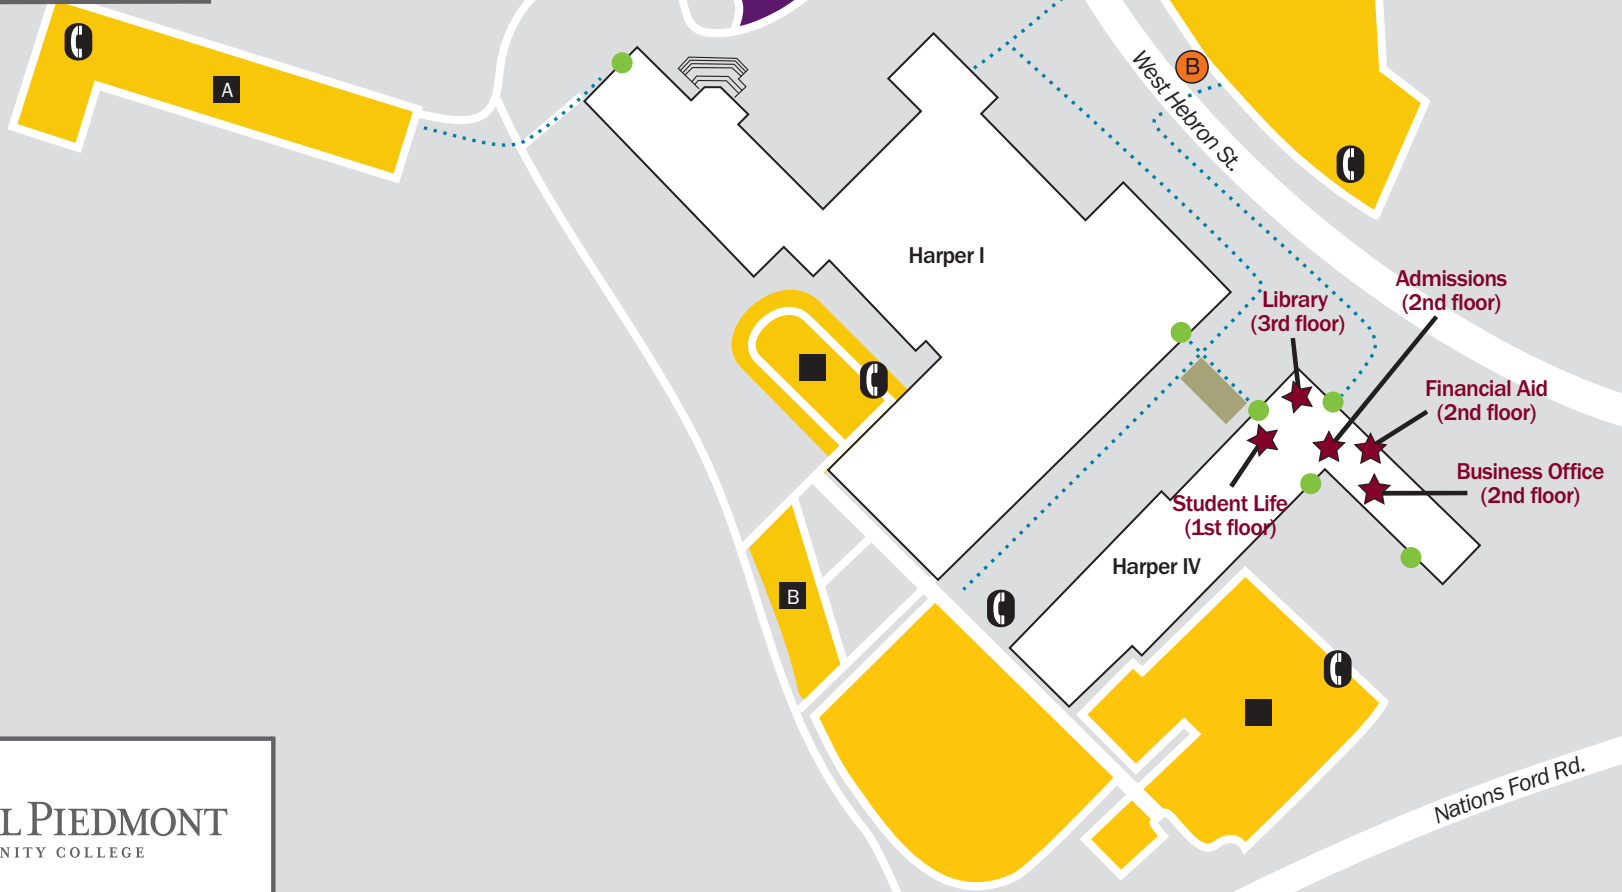 A
B
West Hebron St.
Harper I
Library
(3rd floor)
Admissions
(2nd floor)
Financial Aid
(2nd floor)
Business Office
(2nd floor)
Student Life
(1st floor)
Harper IV
B
Nations Ford Rd.
L PIEDMONT
NITY COLLEGE